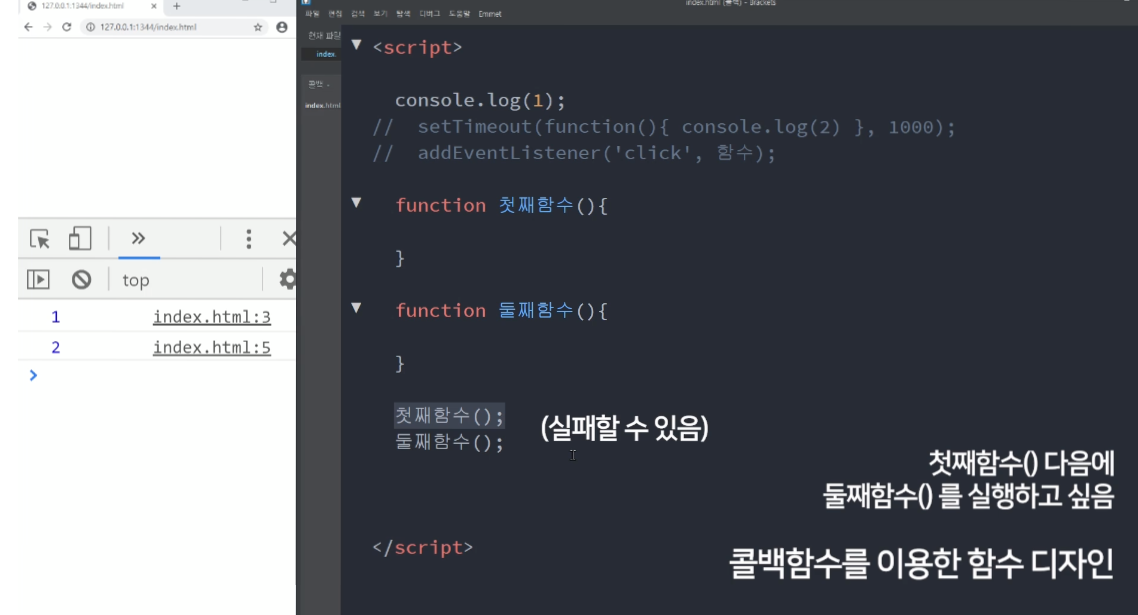 127.0.0.1:1344/index.html
127.0.0.1:1344/index.html
top
1 index.html:3
2 index.html:5
index.html (콜백) - Brackets
파일 편집 검색 보기 탐색 디버그 도움말 Emmet
현재 파일
index.
콜백
index.html
<script>
console.log(1);
// setTimeout(function(){ console.log(2) }, 1000);
// addEventListener('click', 함수);
function 첫째함수(){
}
function 둘째함수(){
}
첫째함수();
둘째함수();
(실패할 수 있음)
첫째함수() 다음에
둘째함수() 를 실행하고 싶음
</script>
콜백함수를 이용한 함수 디자인